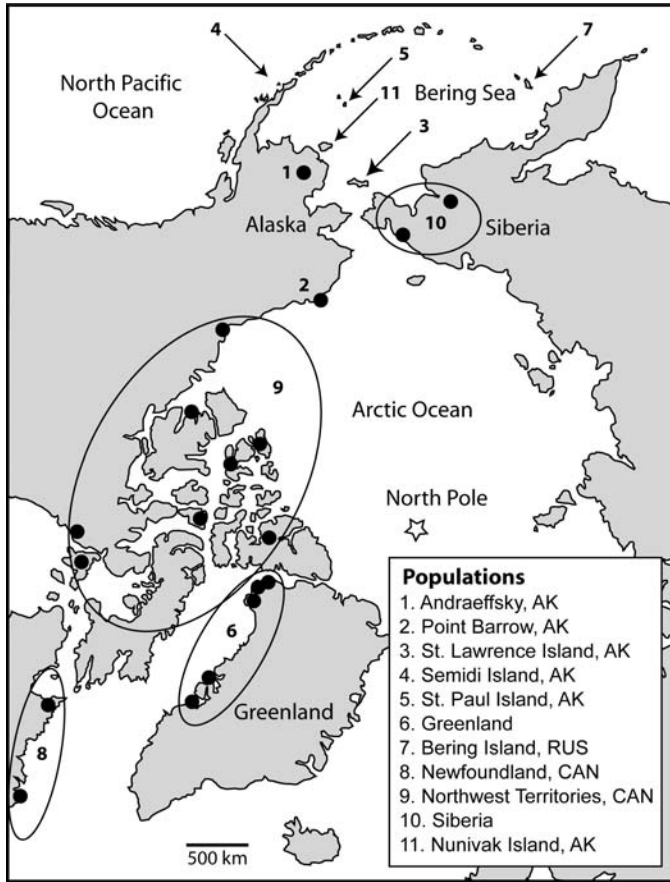 4
5
7
North Pacific
Ocean
11
Bering Sea
3
1
Alaska
10
Siberia
2
9
Arctic Ocean
North Pole
6
Greenland
8
500 km
Populations
1. Andraeffsky, AK
2. Point Barrow, AK
3. St. Lawrence Island, AK
4. Semidi Island, AK
5. St. Paul Island, AK
6. Greenland
7. Bering Island, RUS
8. Newfoundland, CAN
9. Northwest Territories, CAN
10. Siberia
11. Nunivak Island, AK